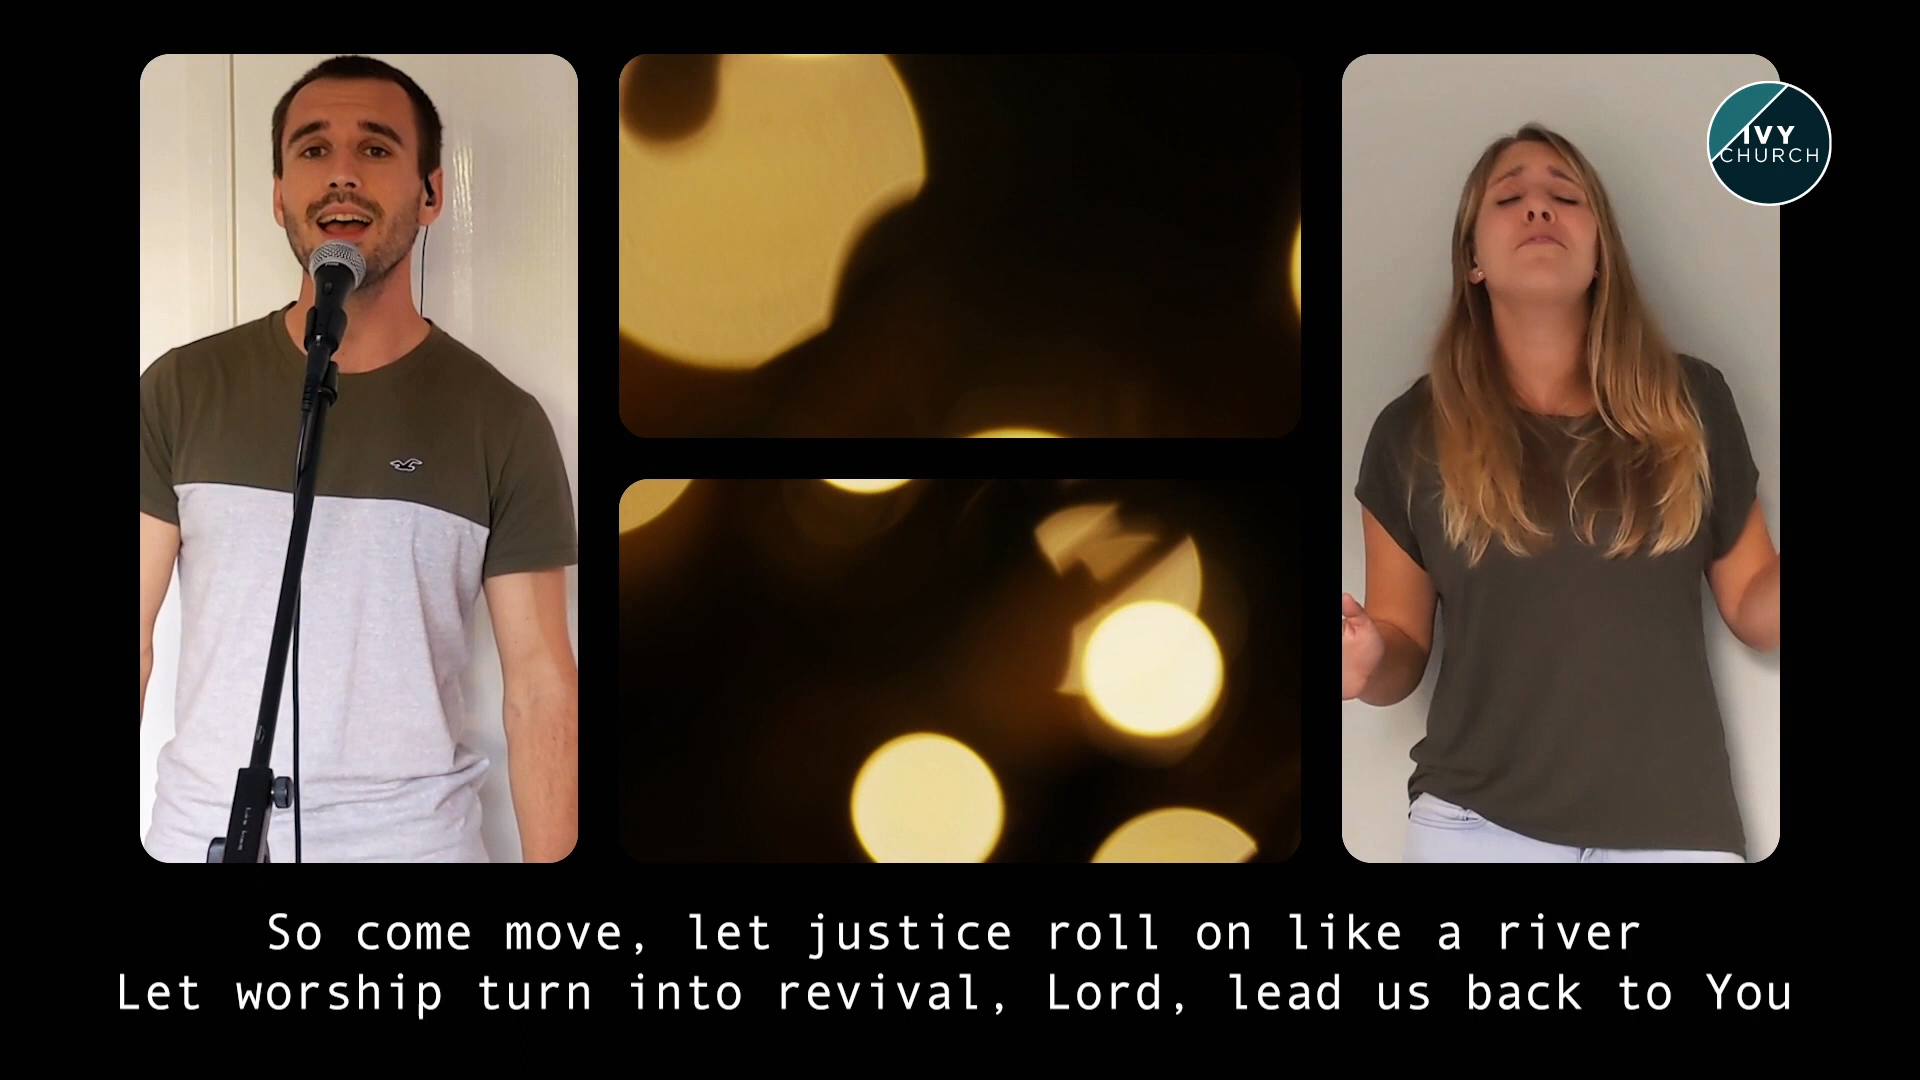 IVY
CHURCH
So come move, let justice roll on like a river
Let worship turn into revival, Lord, lead us back to You